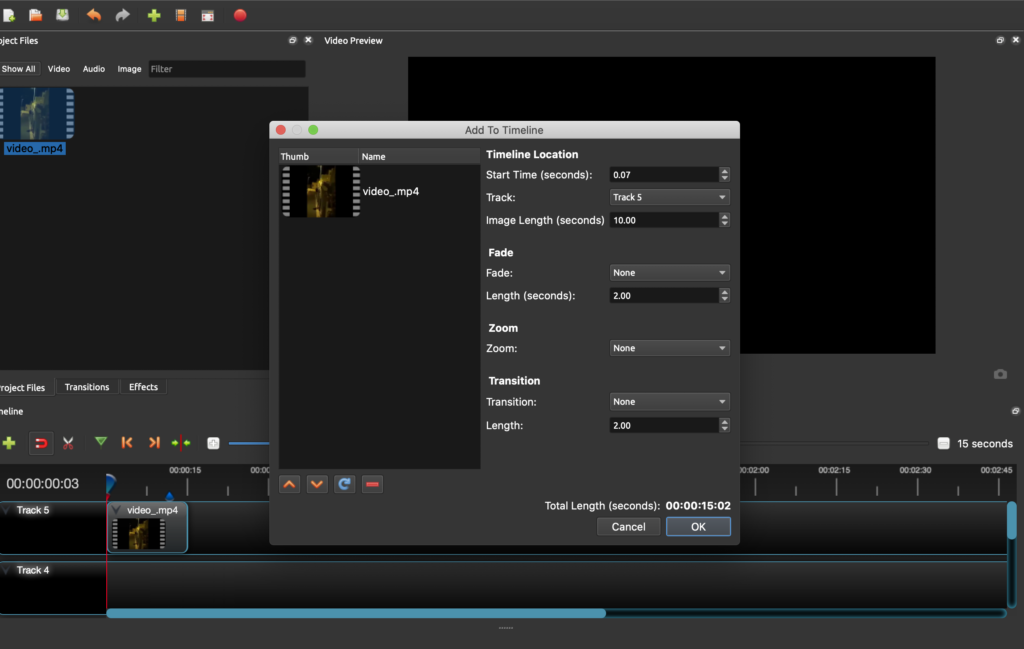 oject Files
Video Preview
Show All Video Audio Image Filter
video_.mp4
Add To Timeline
Thumb Name
video_.mp4
Timeline Location
Start Time (seconds): 0.07
Track: Track 5
Image Length (seconds) 10.00
Fade
Fade: None
Length (seconds): 2.00
Zoom
Zoom: None
Transition
Transition: None
Length: 2.00
Total Length (seconds): 00:00:15:02
Cancel OK
roject Files Transitions Effects
meline
15 seconds
00:00:00:03
00:00:15 00:0 0:02:00 00:02:15 00:02:30 00:02:45
Track 5
video_.mp4
Track 4